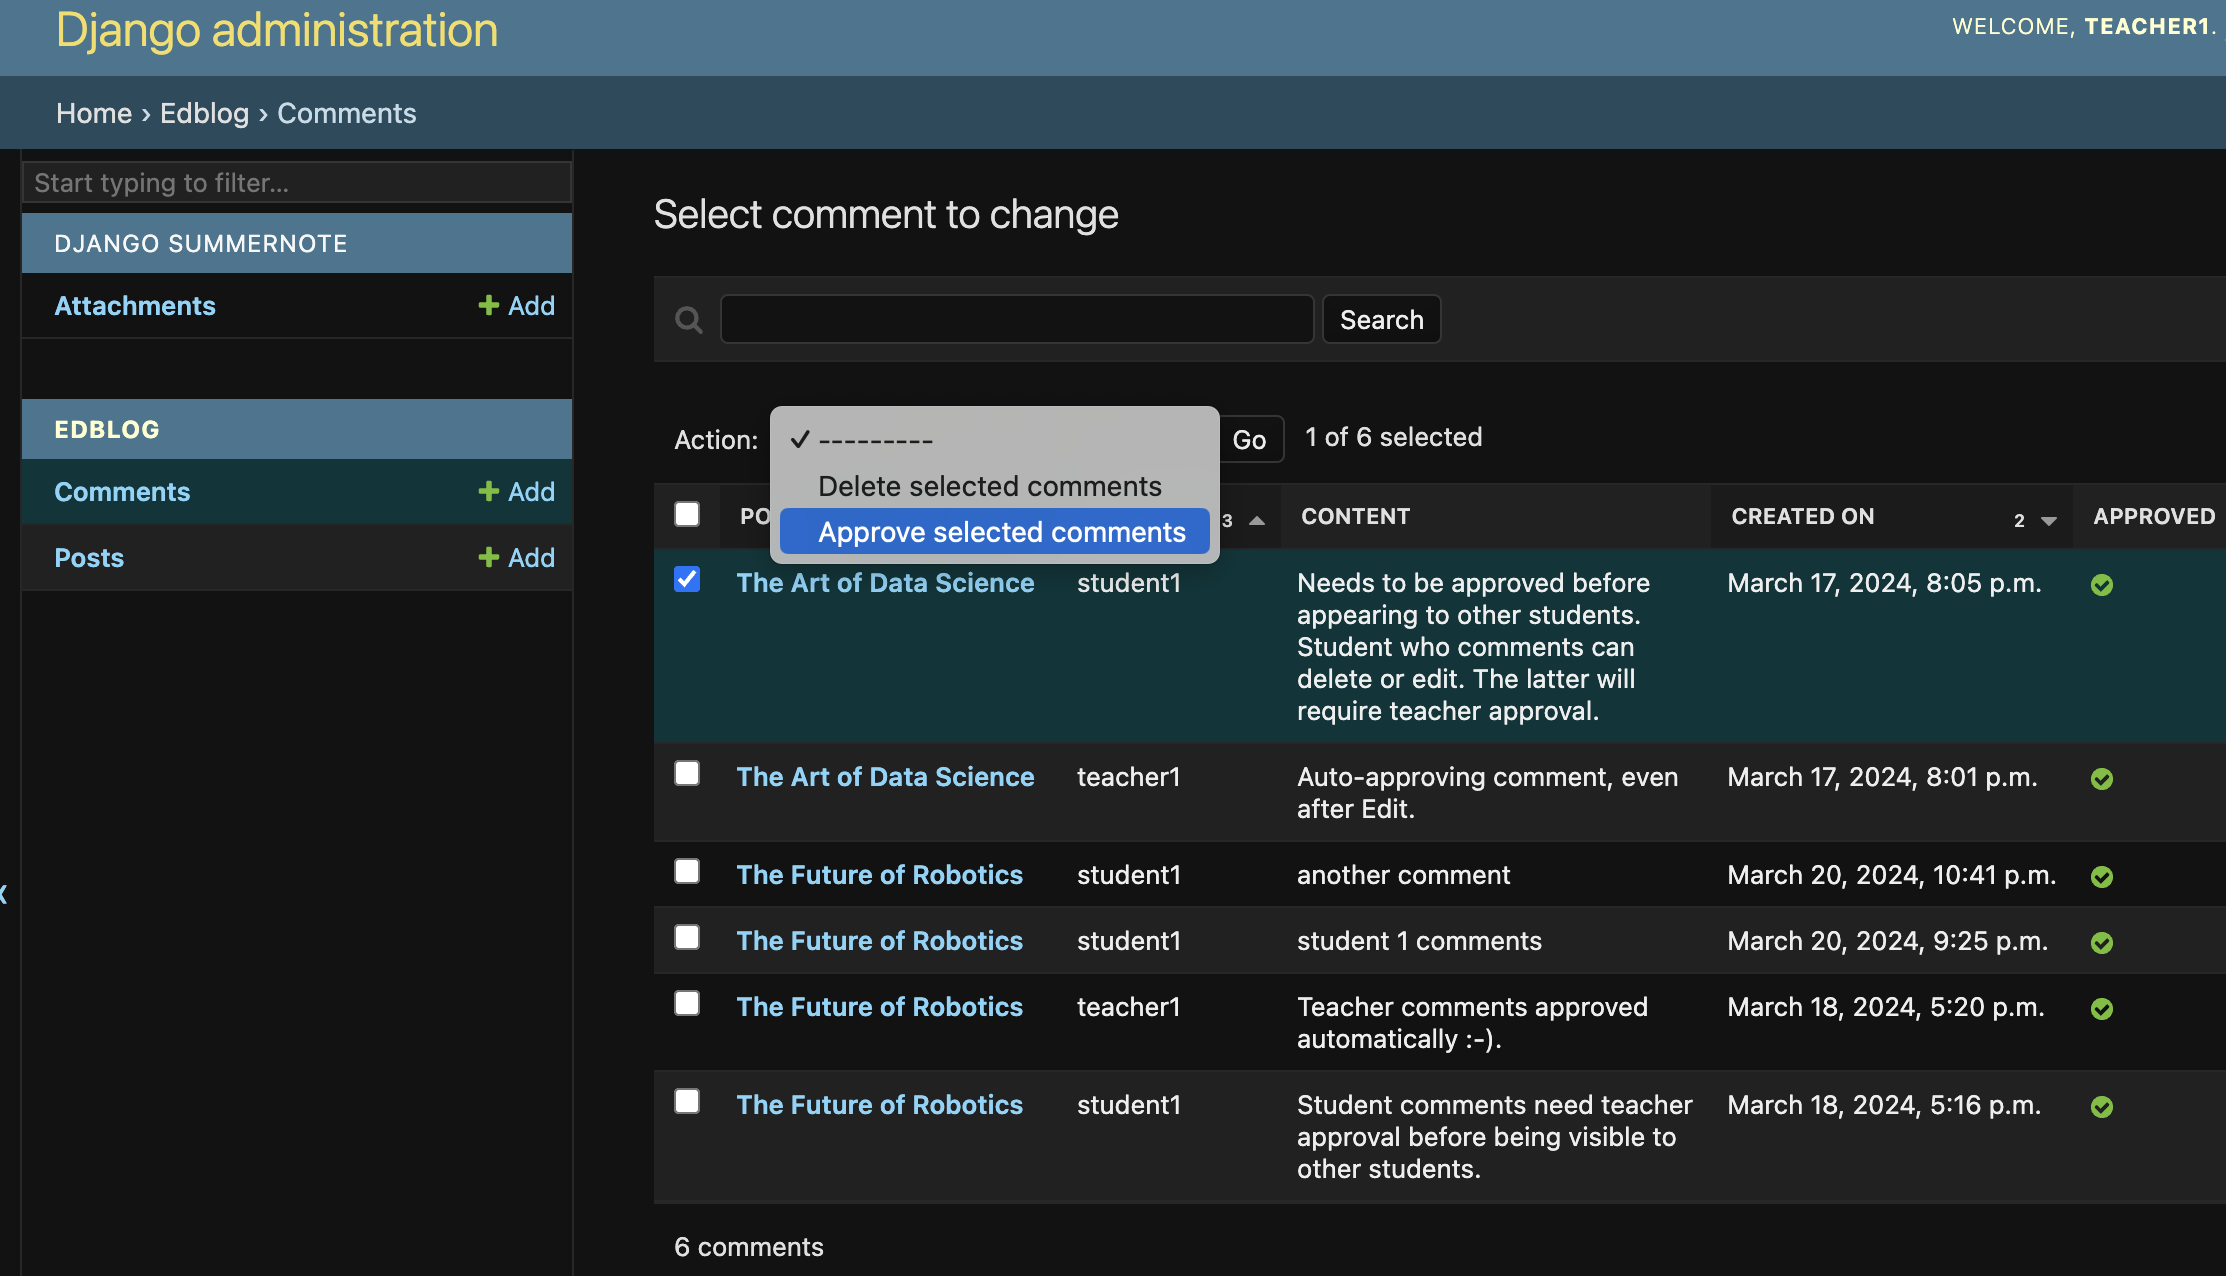 Django administration
WELCOME, TEACHER1.
Home › Edblog › Comments
Start typing to filter...
DJANGO SUMMERNOTE
Attachments + Add
EDBLOG
Comments + Add
Posts + Add
Select comment to change
Search
Action: ✓ --------- Go 1 of 6 selected
Delete selected comments
Approve selected comments
PO 3 CONTENT CREATED ON 2 APPROVED
The Art of Data Science student1 Needs to be approved before March 17, 2024, 8:05 p.m.
appearing to other students.
Student who comments can
delete or edit. The latter will
require teacher approval.
The Art of Data Science teacher1 Auto-approving comment, even March 17, 2024, 8:01 p.m.
after Edit.
The Future of Robotics student1 another comment March 20, 2024, 10:41 p.m.
The Future of Robotics student1 student 1 comments March 20, 2024, 9:25 p.m.
The Future of Robotics teacher1 Teacher comments approved March 18, 2024, 5:20 p.m.
automatically :-).
The Future of Robotics student1 Student comments need teacher March 18, 2024, 5:16 p.m.
approval before being visible to
other students.
6 comments